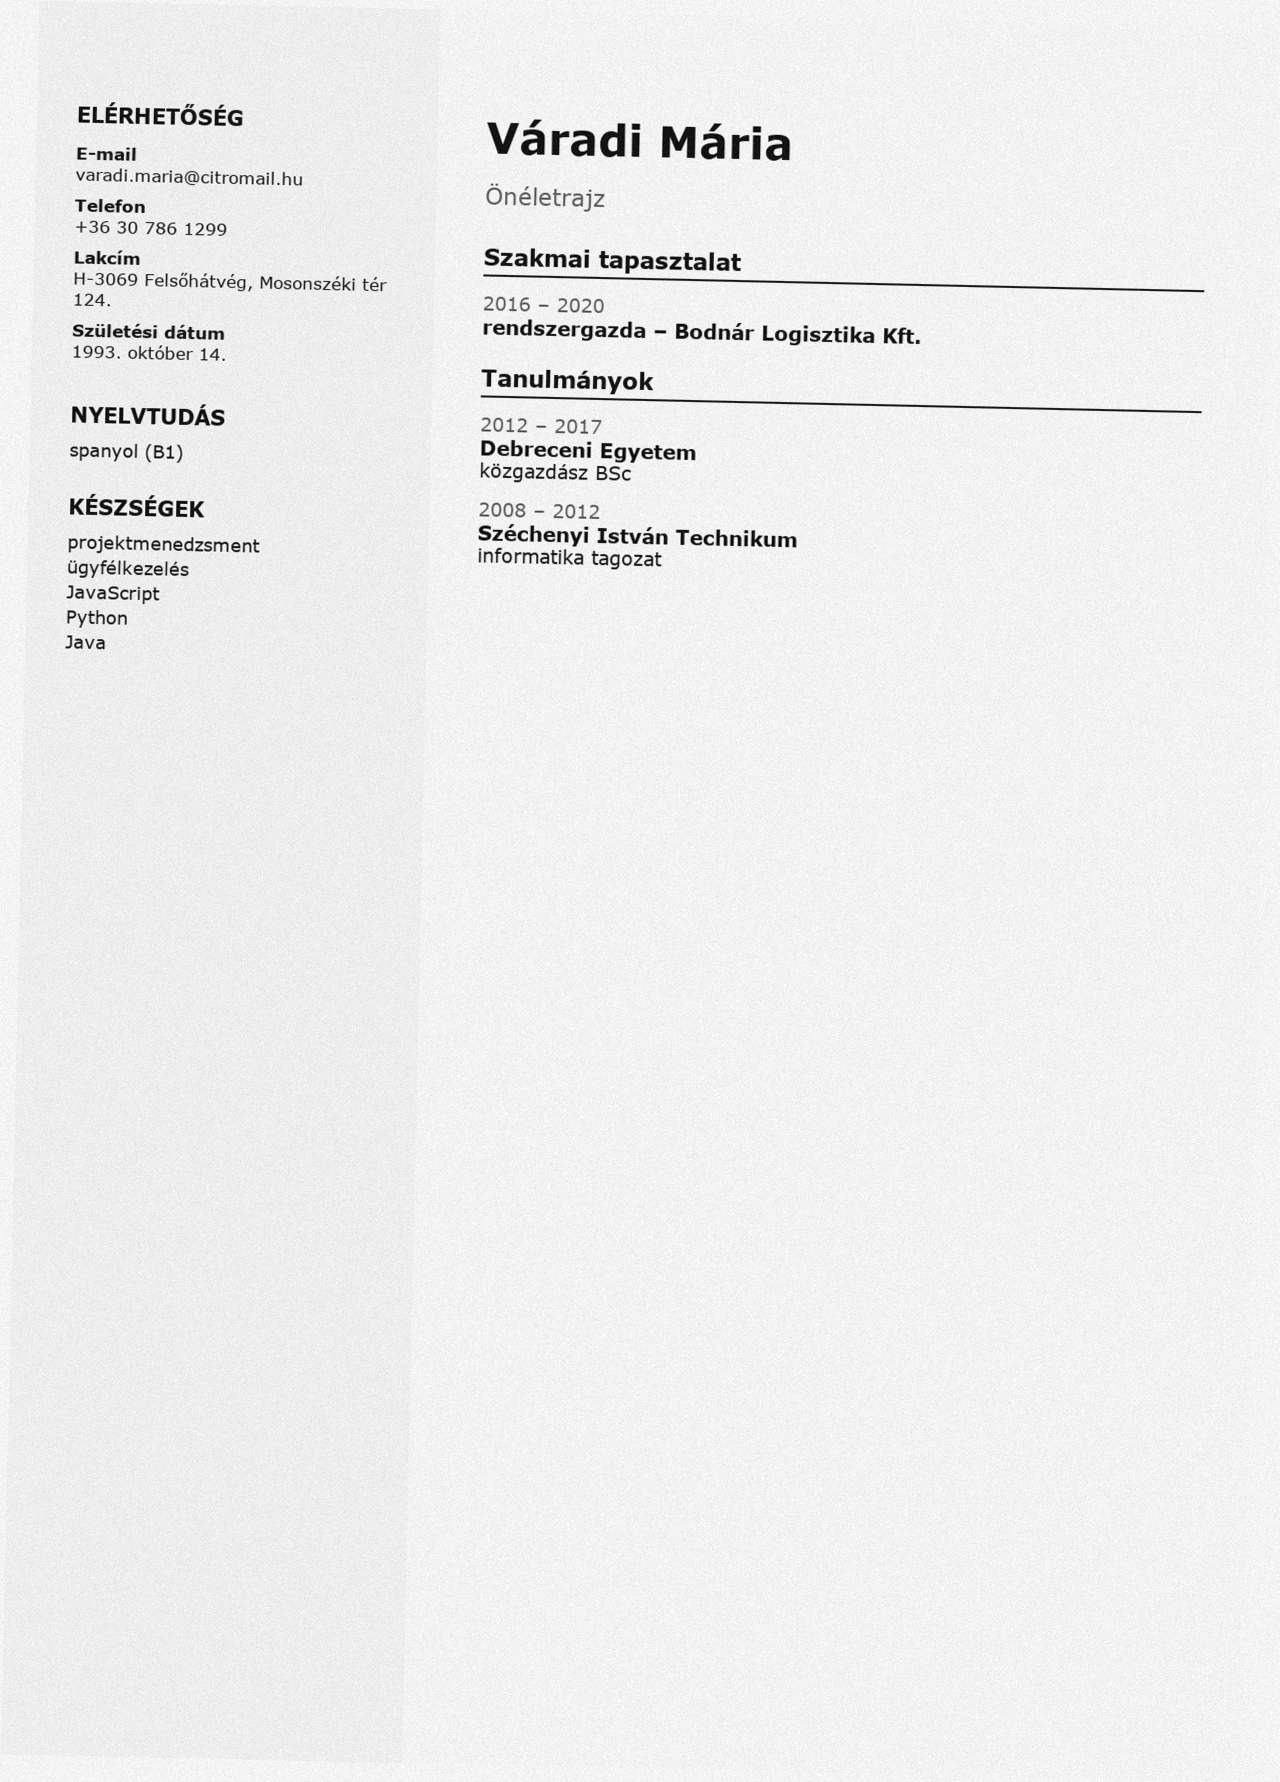 ELÉRHETŐSÉG
E-mail
varadi.maria@citromail.hu
Telefon
+36 30 786 1299
Lakcím
H-3069 Felsőhátvég, Mosonszéki tér
124.
Születési dátum
1993. október 14.
NYELVTUDÁS
spanyol (B1)
KÉSZSÉGEK
projektmenedzsment
ügyfélkezelés
JavaScript
Python
Java
Váradi Mária
Önéletrajz
Szakmai tapasztalat
2016 – 2020
rendszergazda – Bodnár Logisztika Kft.
Tanulmányok
2012 – 2017
Debreceni Egyetem
közgazdász BSc
2008 – 2012
Széchenyi István Technikum
informatika tagozat